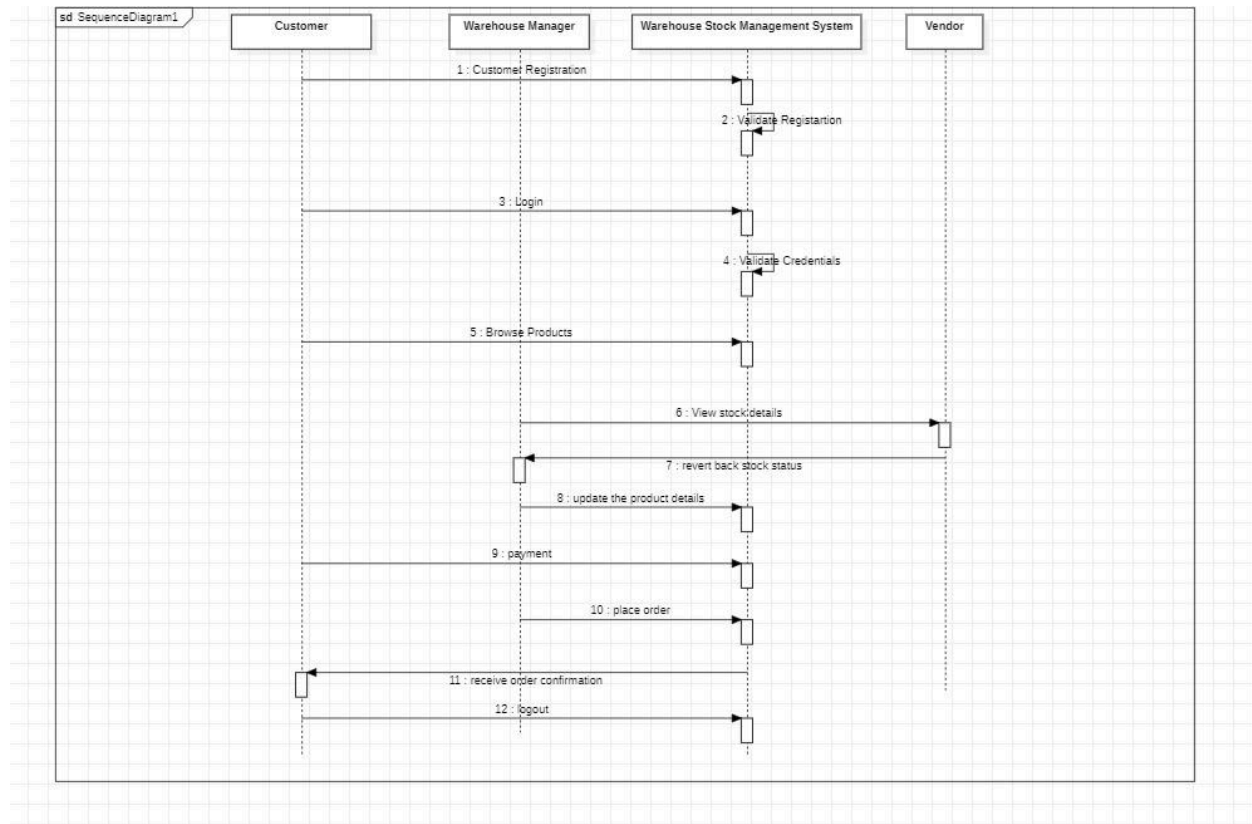 sd SequenceDiagram1
Customer
Warehouse Manager
Warehouse Stock Management System
Vendor
1 : Customer Registration
2 : Validate Registartion
3 : Login
4 : Validate Credentials
5 : Browse Products
6 : View stock details
7 : revert back stock status
8 : update the product details
9 : payment
10 : place order
11 : receive order confirmation
12 : logout